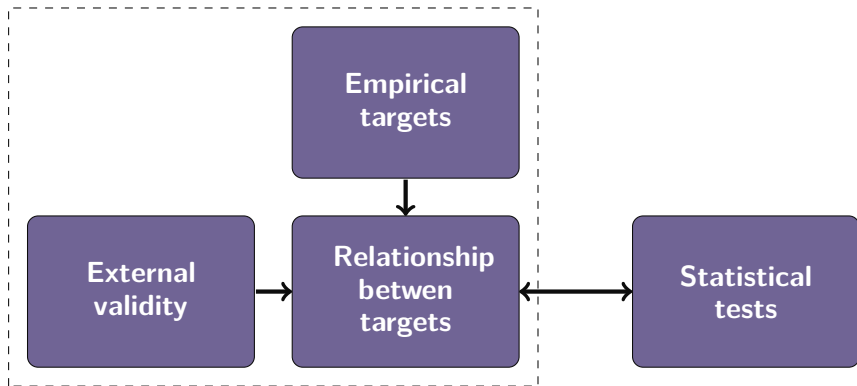 Empirical
targets
External
validity
Relationship
betwen
targets
Statistical
tests